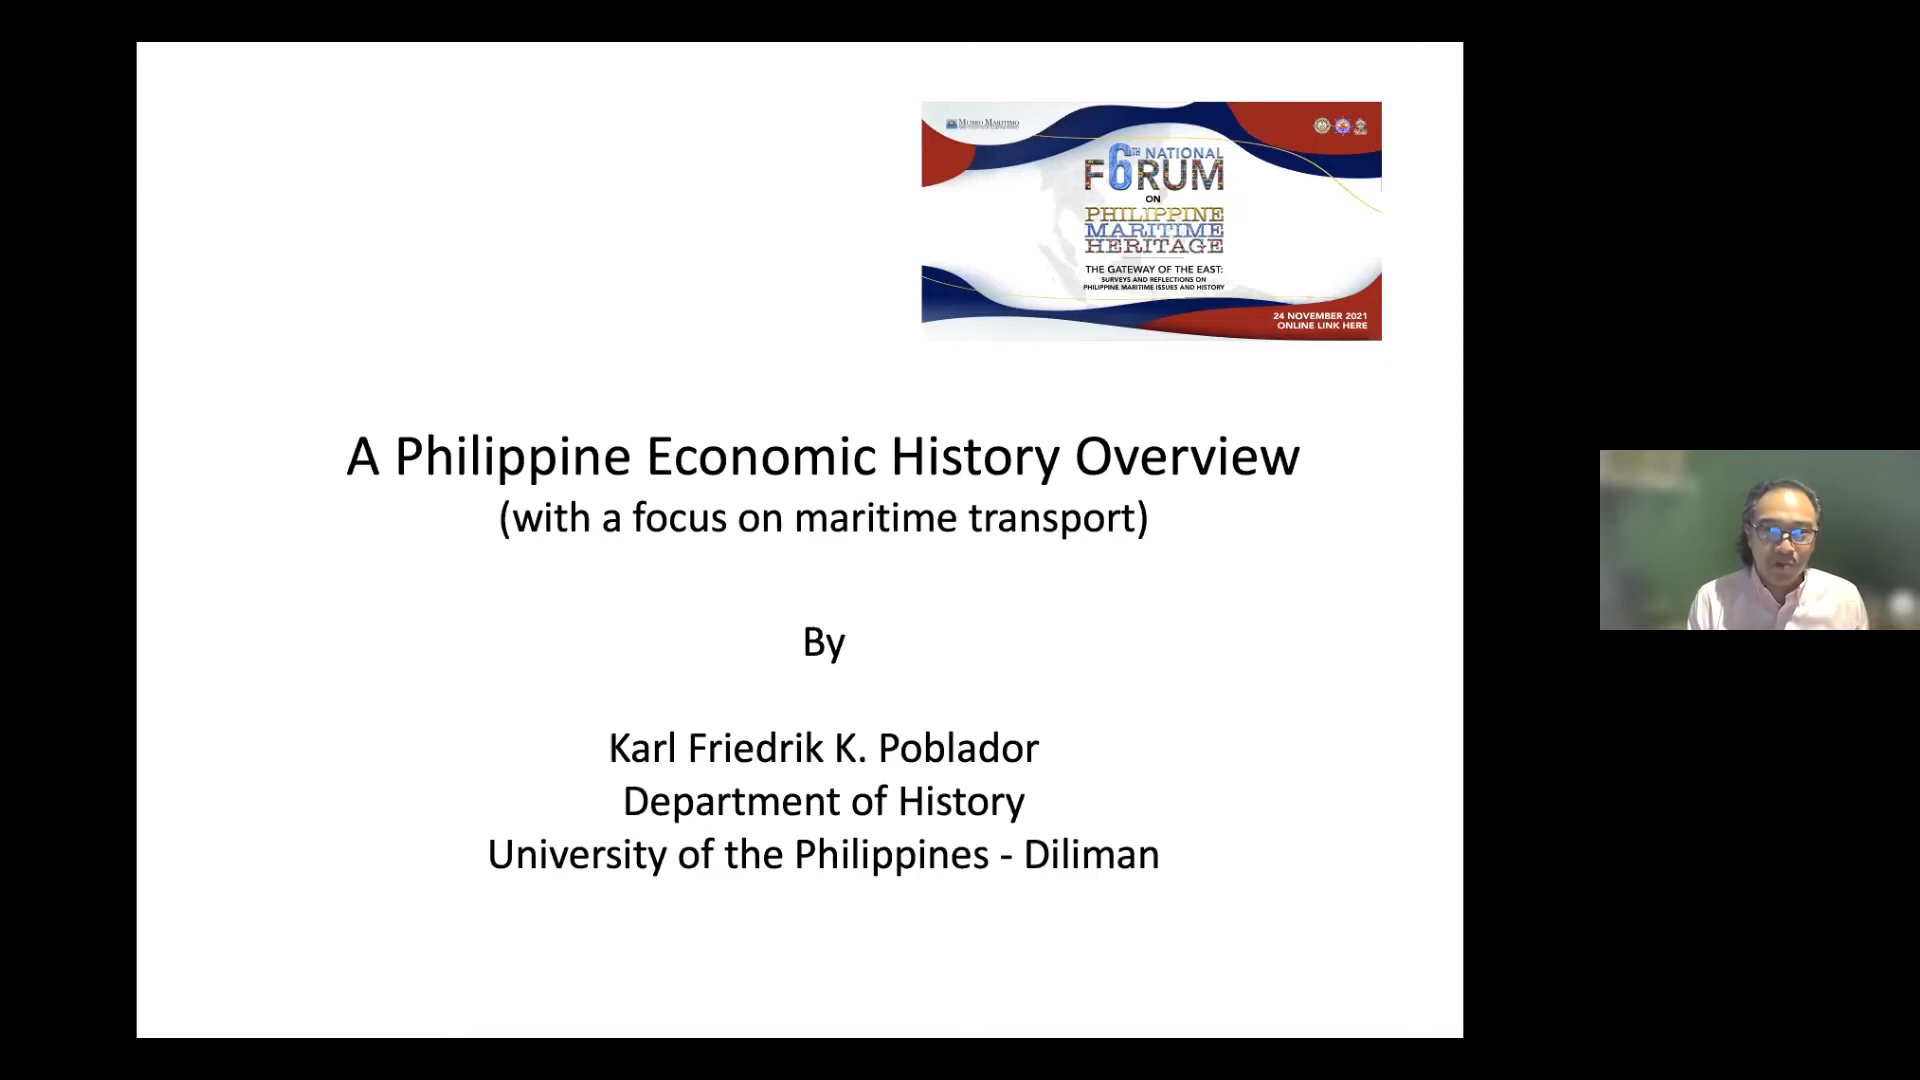 MUSEO MARITIMO
6TH NATIONAL
FORUM
ON
PHILIPPINE
MARITIME
HERITAGE
THE GATEWAY OF THE EAST:
SURVEYS AND REFLECTIONS ON
PHILIPPINE MARITIME ISSUES AND HISTORY
24 NOVEMBER 2021
ONLINE LINK HERE
A Philippine Economic History Overview
(with a focus on maritime transport)
By
Karl Friedrik K. Poblador
Department of History
University of the Philippines - Diliman